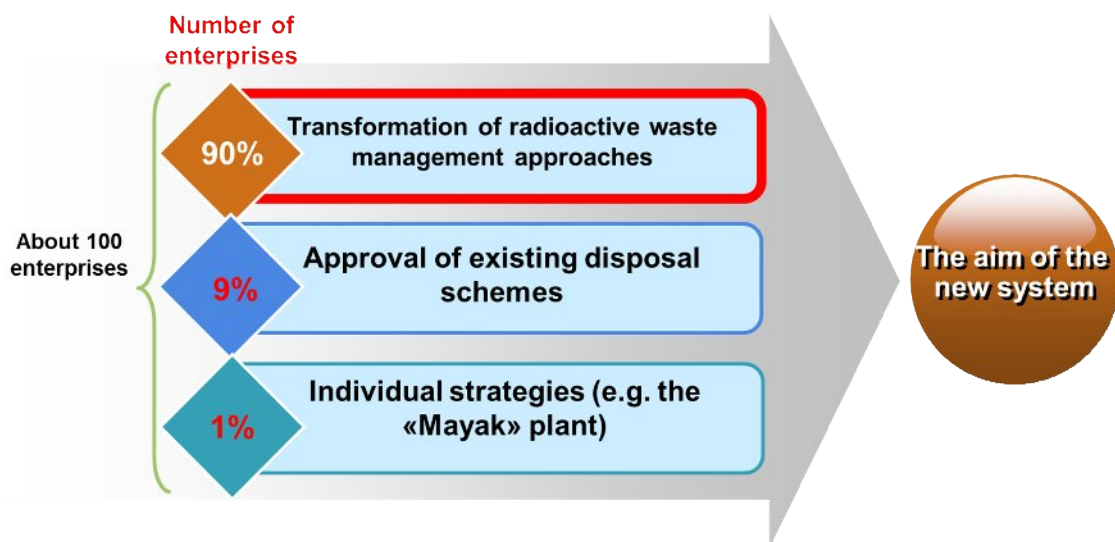 Number of
enterprises
90%
Transformation of radioactive waste
management approaches
About 100
enterprises
9%
Approval of existing disposal
schemes
1%
Individual strategies (e.g. the
«Mayak» plant)
The aim of the
new system